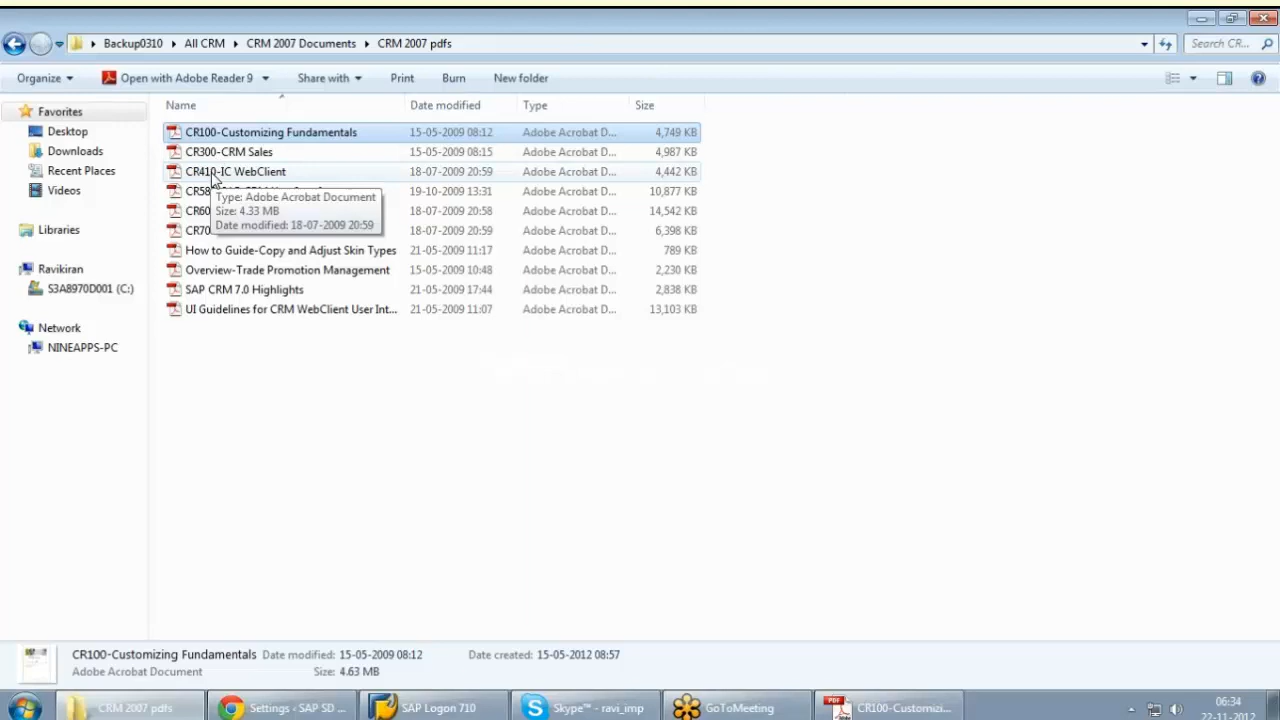 Backup0310 All CRM CRM 2007 Documents CRM 2007 pdfs Search CR...
Organize Open with Adobe Reader 9 Share with Print Burn New folder
Favorites
Desktop
Downloads
Recent Places
Videos
Libraries
Ravikiran
S3A8970D001 (C:)
Network
NINEAPPS-PC
Name Date modified Type Size
CR100-Customizing Fundamentals 15-05-2009 08:12 Adobe Acrobat D... 4,749 KB
CR300-CRM Sales 15-05-2009 08:15 Adobe Acrobat D... 4,987 KB
CR410-IC WebClient 18-07-2009 20:59 Adobe Acrobat D... 4,442 KB
CR58 19-10-2009 13:31 Adobe Acrobat D... 10,877 KB
CR60 18-07-2009 20:58 Adobe Acrobat D... 14,542 KB
CR70 18-07-2009 20:59 Adobe Acrobat D... 6,398 KB
How to Guide-Copy and Adjust Skin Types 21-05-2009 11:17 Adobe Acrobat D... 789 KB
Overview-Trade Promotion Management 15-05-2009 10:48 Adobe Acrobat D... 2,230 KB
SAP CRM 7.0 Highlights 21-05-2009 17:44 Adobe Acrobat D... 2,838 KB
UI Guidelines for CRM WebClient User Int... 21-05-2009 11:07 Adobe Acrobat D... 13,103 KB
Type: Adobe Acrobat Document
Size: 4.33 MB
Date modified: 18-07-2009 20:59
CR100-Customizing Fundamentals Date modified: 15-05-2009 08:12 Date created: 15-05-2012 08:57
Adobe Acrobat Document Size: 4.63 MB
CRM 2007 pdfs Settings - SAP SD ... SAP Logon 710 Skype™ - ravi_imp GoToMeeting PDF CR100-Customizi...
06:34
22-11-2012